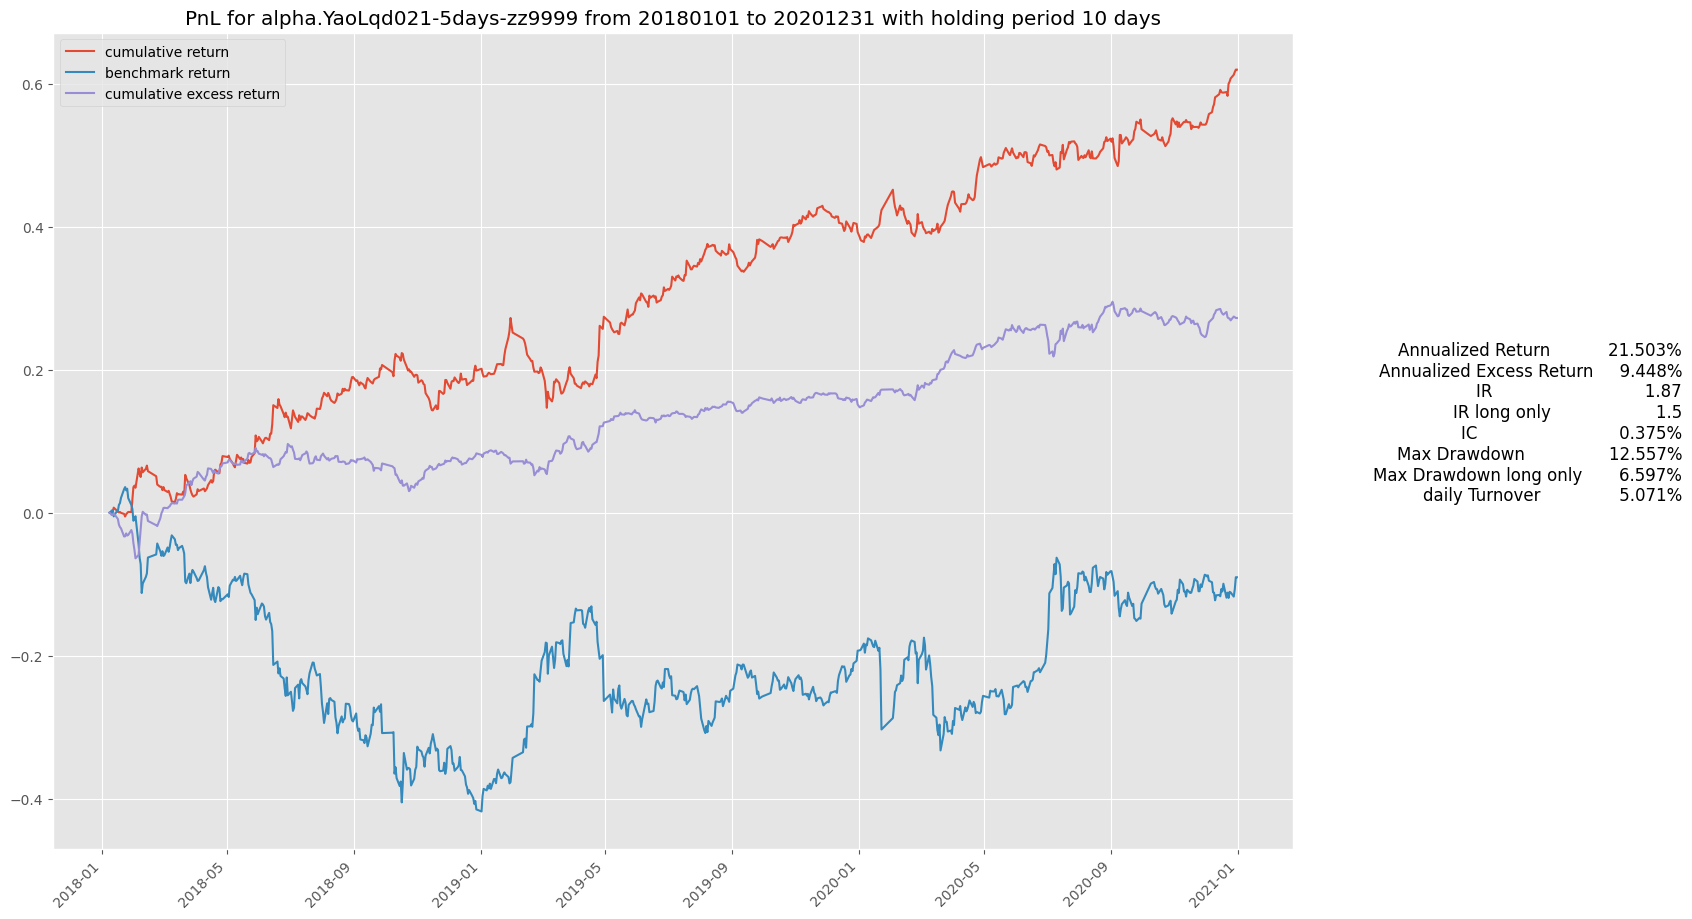 PnL for alpha.YaoLqd021-5days-zz9999 from 20180101 to 20201231 with holding period 10 days
cumulative return
benchmark return
cumulative excess return
0.6
0.4
0.2
0.0
−0.2
−0.4
2018-01
2018-05
2018-09
2019-01
2019-05
2019-09
2020-01
2020-05
2020-09
2021-01
Annualized Return 21.503%
Annualized Excess Return 9.448%
IR 1.87
IR long only 1.5
IC 0.375%
Max Drawdown 12.557%
Max Drawdown long only 6.597%
daily Turnover 5.071%